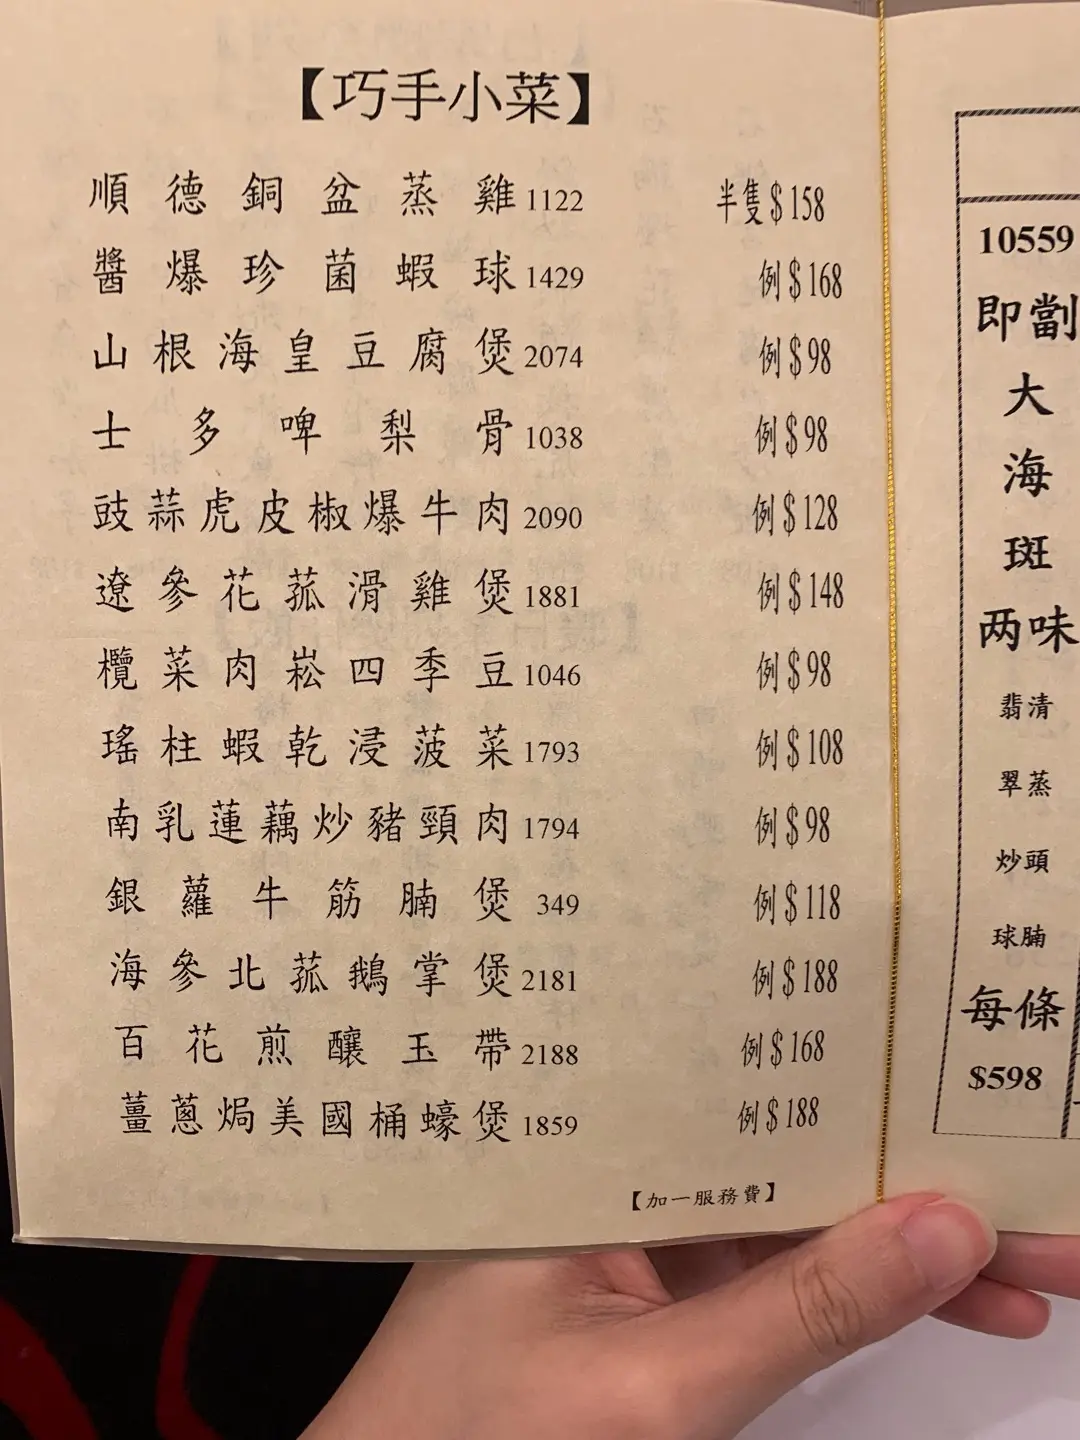 【巧手小菜】
順德銅盆蒸雞 1122 半隻$158
醬爆珍菌蝦球 1429 例$168
山根海皇豆腐煲 2074 例$98
士多啤梨骨 1038 例$98
豉蒜虎皮椒爆牛肉 2090 例$128
遼參花菰滑雞煲 1881 例$148
欖菜肉崧四季豆 1046 例$98
瑤柱蝦乾浸菠菜 1793 例$108
南乳蓮藕炒豬頸肉 1794 例$98
銀蘿牛筋腩煲 349 例$118
海參北菰鵝掌煲 2181 例$188
百花煎釀玉帶 2188 例$168
薑蔥焗美國桶蠔煲 1859 例$188
【加一服務費】
10559
即劏
大
海
斑
两味
翡清
翠蒸
炒頭
球腩
每條
$598